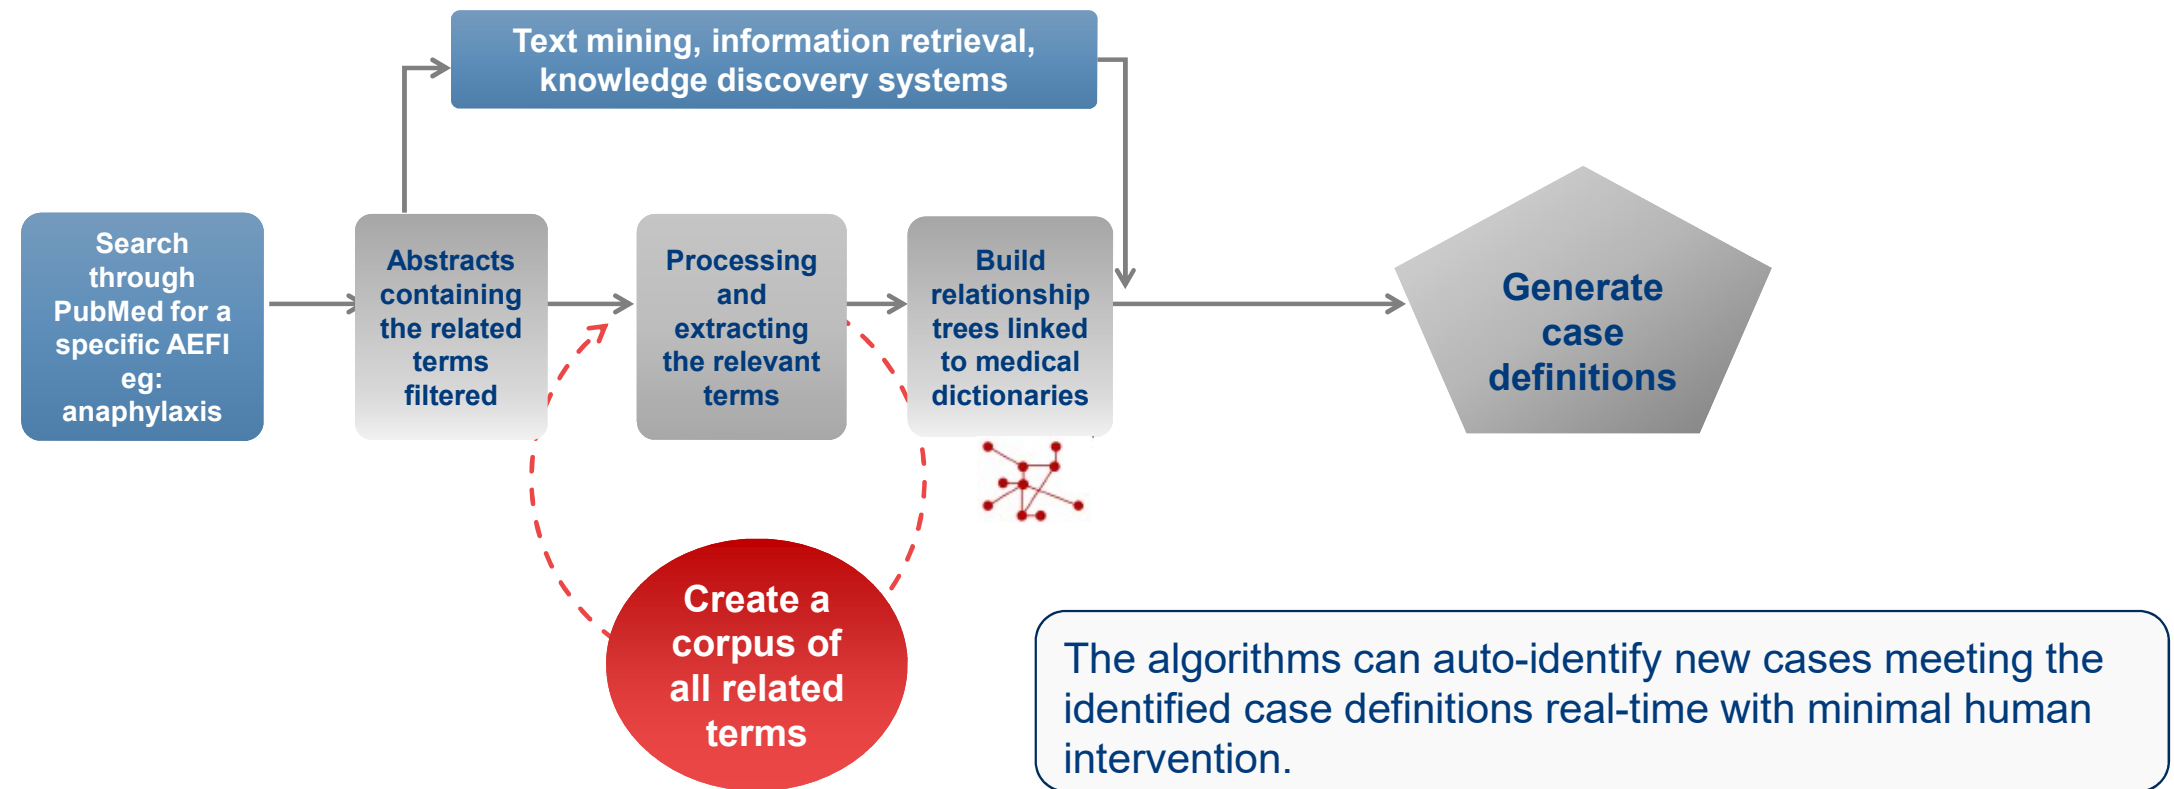 Text mining, information retrieval,
knowledge discovery systems
Search
through
PubMed for a
specific AEFI
eg:
anaphylaxis
Abstracts
containing
the related
terms
filtered
Processing
and
extracting
the relevant
terms
Build
relationship
trees linked
to medical
dictionaries
Generate
case
definitions
Create a
corpus of
all related
terms
The algorithms can auto-identify new cases meeting the
identified case definitions real-time with minimal human
intervention.